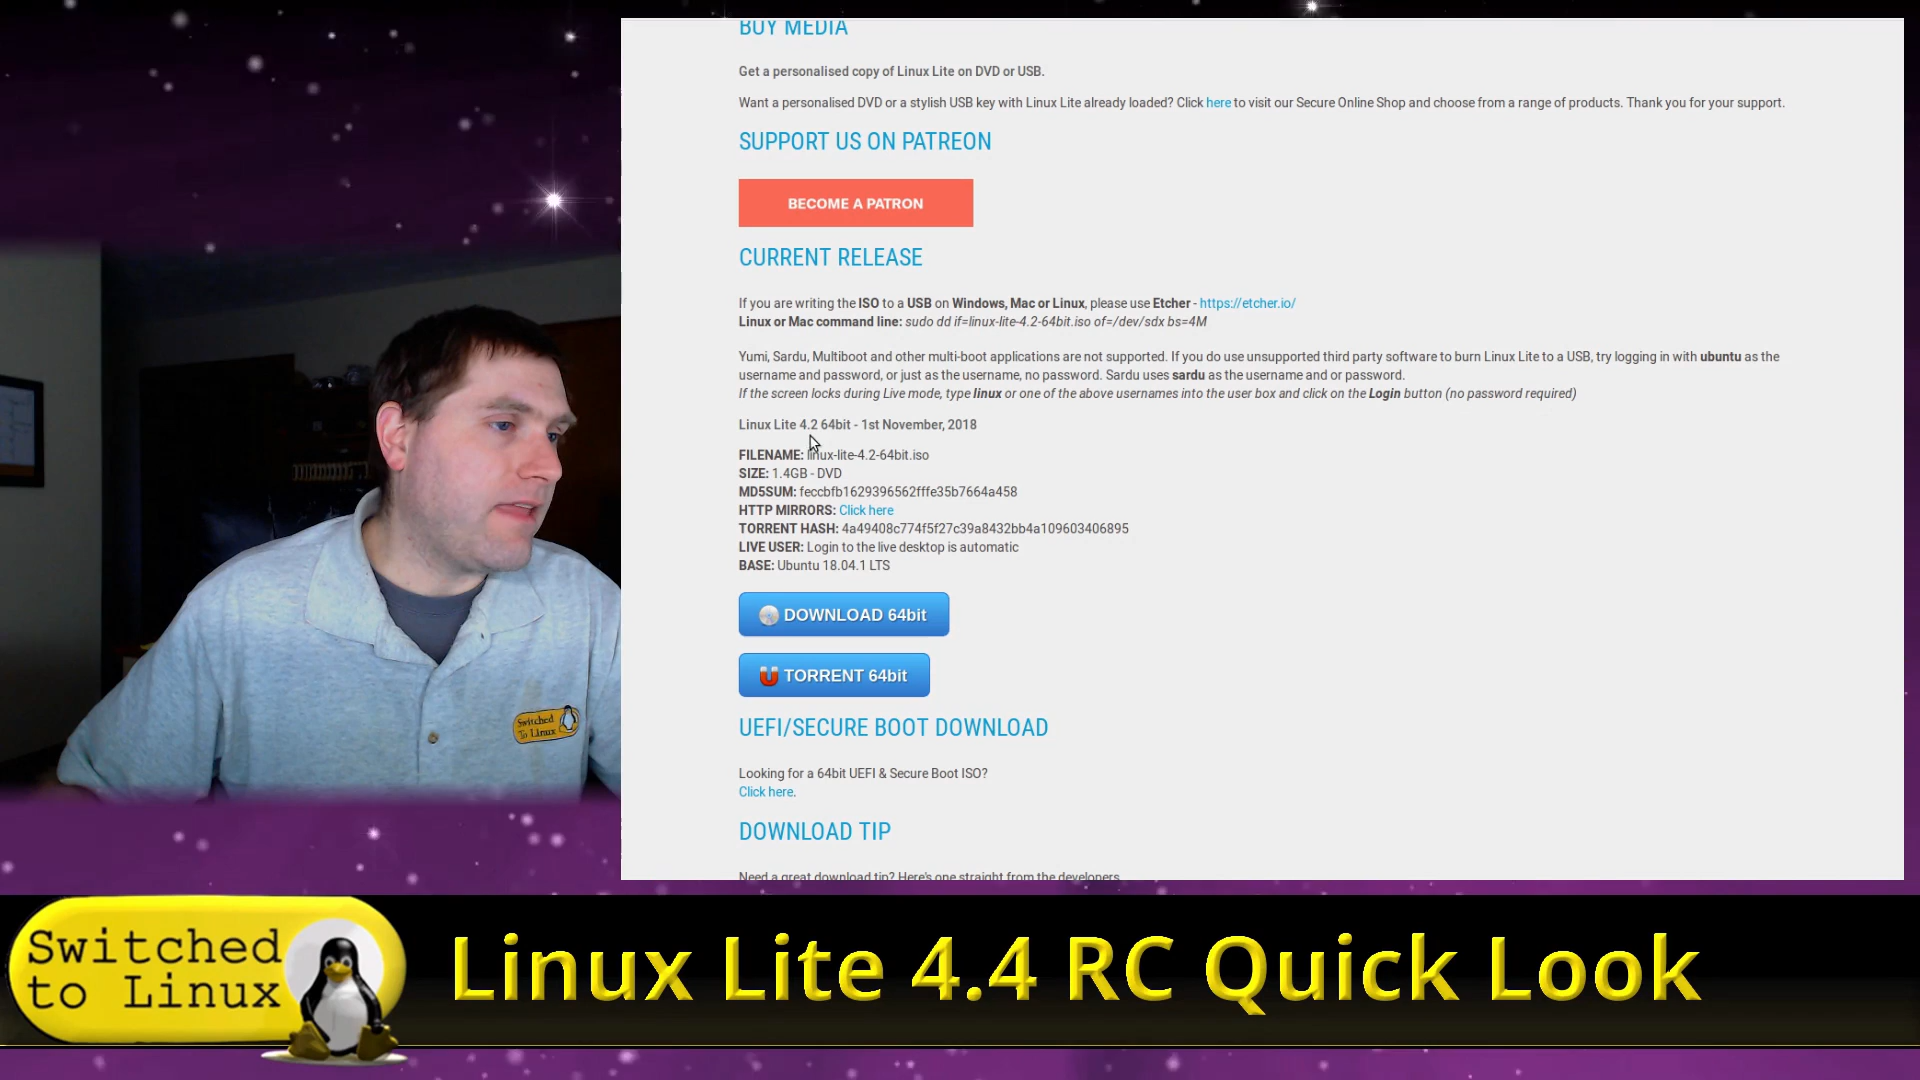 BUY MEDIA
Get a personalised copy of Linux Lite on DVD or USB.
Want a personalised DVD or a stylish USB key with Linux Lite already loaded? Click here to visit our Secure Online Shop and choose from a range of products. Thank you for your support.
SUPPORT US ON PATREON
BECOME A PATRON
CURRENT RELEASE
If you are writing the ISO to a USB on Windows, Mac or Linux, please use Etcher - https://etcher.io/
Linux or Mac command line: sudo dd if=linux-lite-4.2-64bit.iso of=/dev/sdx bs=4M
Yumi, Sardu, Multiboot and other multi-boot applications are not supported. If you do use unsupported third party software to burn Linux Lite to a USB, try logging in with ubuntu as the
username and password, or just as the username, no password. Sardu uses sardu as the username and or password.
If the screen locks during Live mode, type linux or one of the above usernames into the user box and click on the Login button (no password required)
Linux Lite 4.2 64bit - 1st November, 2018
FILENAME: linux-lite-4.2-64bit.iso
SIZE: 1.4GB - DVD
MD5SUM: feccbfb1629396562fffe35b7664a458
HTTP MIRRORS: Click here
TORRENT HASH: 4a49408c774f5f27c39a8432bb4a109603406895
LIVE USER: Login to the live desktop is automatic
BASE: Ubuntu 18.04.1 LTS
DOWNLOAD 64bit
TORRENT 64bit
UEFI/SECURE BOOT DOWNLOAD
Looking for a 64bit UEFI & Secure Boot ISO?
Click here.
DOWNLOAD TIP
Need a great download tip? Here's one straight from the developers
Switched
To Linux
Switched
to Linux
Linux Lite 4.4 RC Quick Look